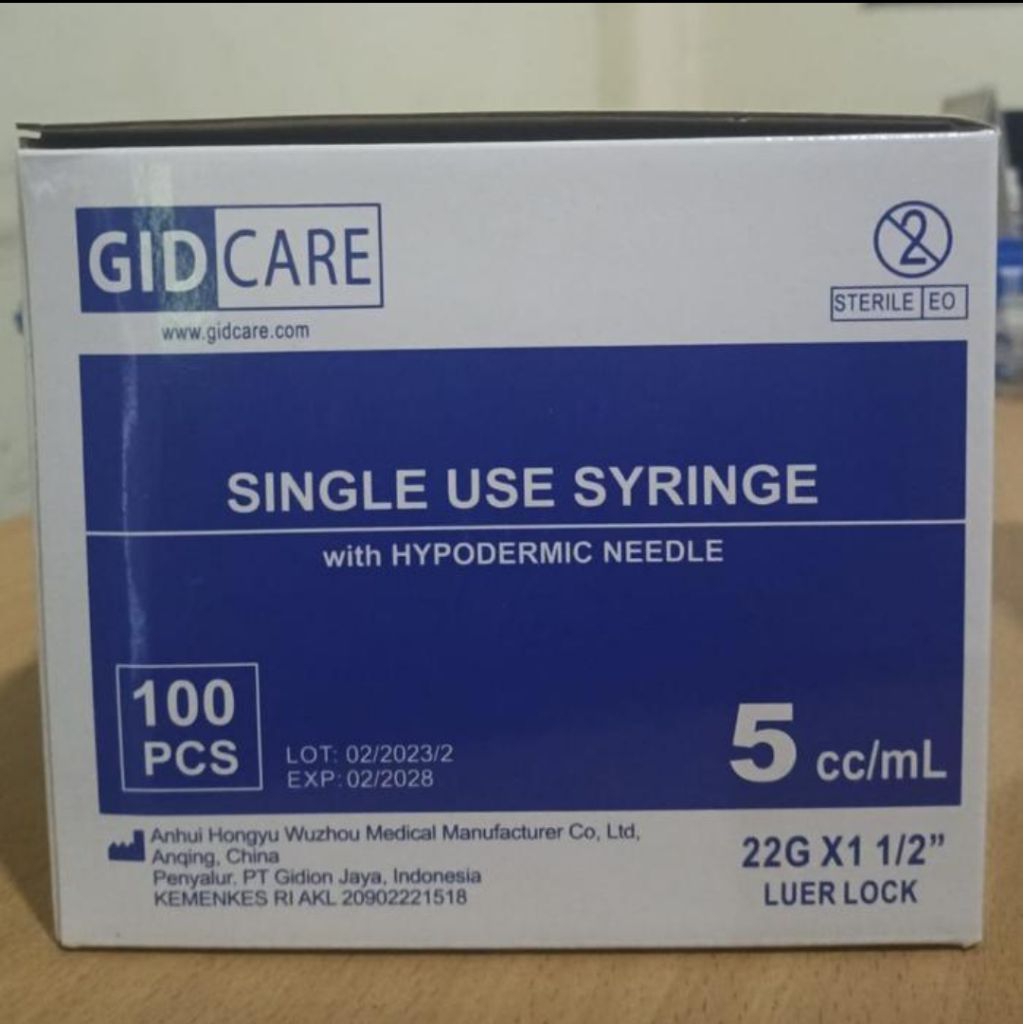 GIDCARE
www.gidcare.com
2
STERILE EO
SINGLE USE SYRINGE
with HYPODERMIC NEEDLE
100
PCS
LOT: 02/2023/2
EXP: 02/2028
5 cc/mL
Anhui Hongyu Wuzhou Medical Manufacturer Co, Ltd,
Anqing, China
Penyalur. PT Gidion Jaya, Indonesia
KEMENKES RI AKL 20902221518
22G X1 1/2”
LUER LOCK